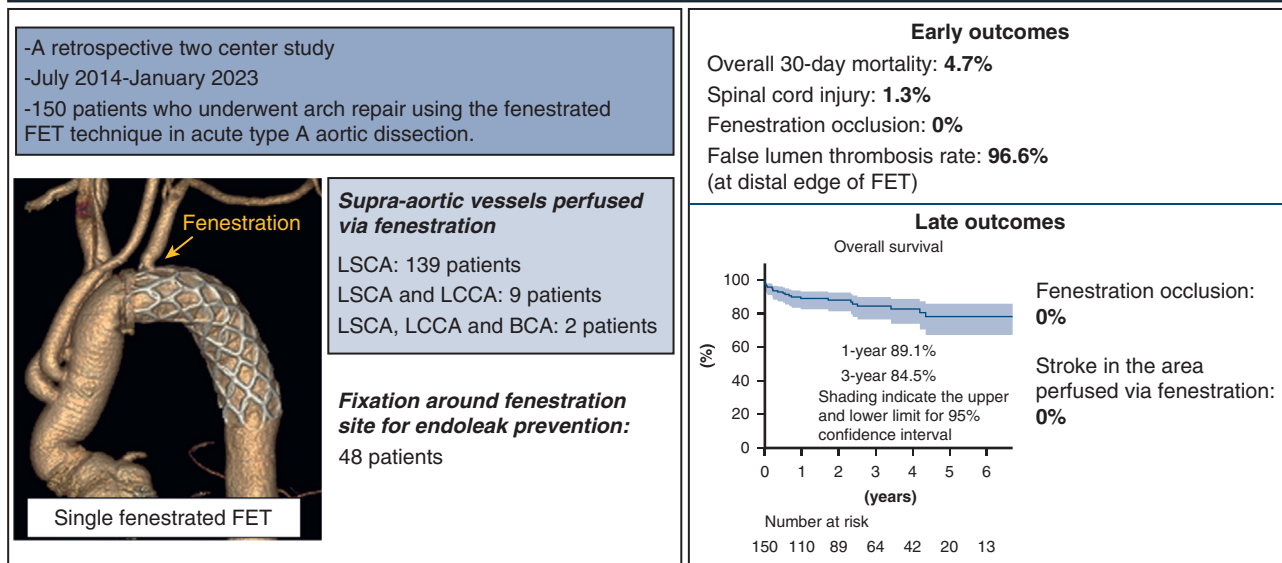 -A retrospective two center study
-July 2014-January 2023
-150 patients who underwent arch repair using the fenestrated
FET technique in acute type A aortic dissection.
Fenestration
Single fenestrated FET
Supra-aortic vessels perfused
via fenestration
LSCA: 139 patients
LSCA and LCCA: 9 patients
LSCA, LCCA and BCA: 2 patients
Fixation around fenestration
site for endoleak prevention:
48 patients
Early outcomes
Overall 30-day mortality: 4.7%
Spinal cord injury: 1.3%
Fenestration occlusion: 0%
False lumen thrombosis rate: 96.6%
(at distal edge of FET)
Late outcomes
Overall survival
(%)
100
80
60
40
20
0
1-year 89.1%
3-year 84.5%
Shading indicate the upper
and lower limit for 95%
confidence interval
0 1 2 3 4 5 6
(years)
Number at risk
150 110 89 64 42 20 13
Fenestration occlusion:
0%
Stroke in the area
perfused via fenestration:
0%